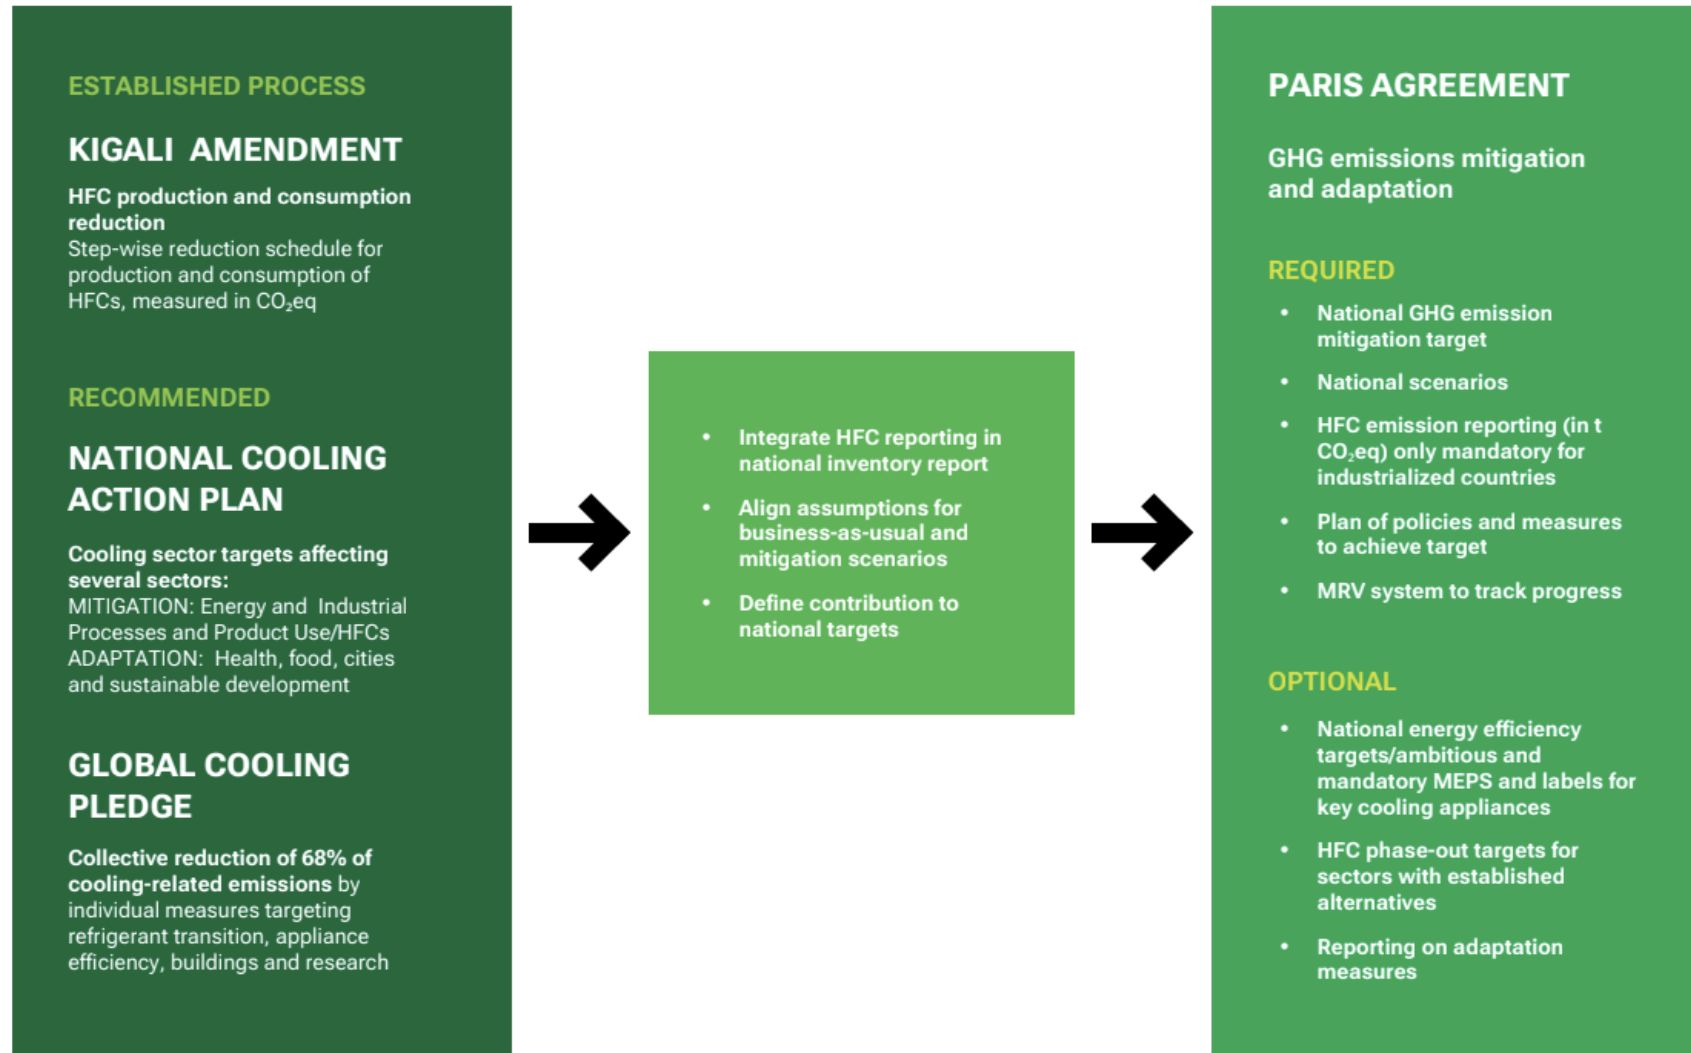 ESTABLISHED PROCESS
KIGALI AMENDMENT
HFC production and consumption
reduction
Step-wise reduction schedule for
production and consumption of
HFCs, measured in CO₂eq
RECOMMENDED
NATIONAL COOLING
ACTION PLAN
Cooling sector targets affecting
several sectors:
MITIGATION: Energy and Industrial
Processes and Product Use/HFCs
ADAPTATION: Health, food, cities
and sustainable development
GLOBAL COOLING
PLEDGE
Collective reduction of 68% of
cooling-related emissions by
individual measures targeting
refrigerant transition, appliance
efficiency, buildings and research
• Integrate HFC reporting in
national inventory report
• Align assumptions for
business-as-usual and
mitigation scenarios
• Define contribution to
national targets
PARIS AGREEMENT
GHG emissions mitigation
and adaptation
REQUIRED
• National GHG emission
mitigation target
• National scenarios
• HFC emission reporting (in t
CO₂eq) only mandatory for
industrialized countries
• Plan of policies and measures
to achieve target
• MRV system to track progress
OPTIONAL
• National energy efficiency
targets/ambitious and
mandatory MEPS and labels for
key cooling appliances
• HFC phase-out targets for
sectors with established
alternatives
• Reporting on adaptation
measures